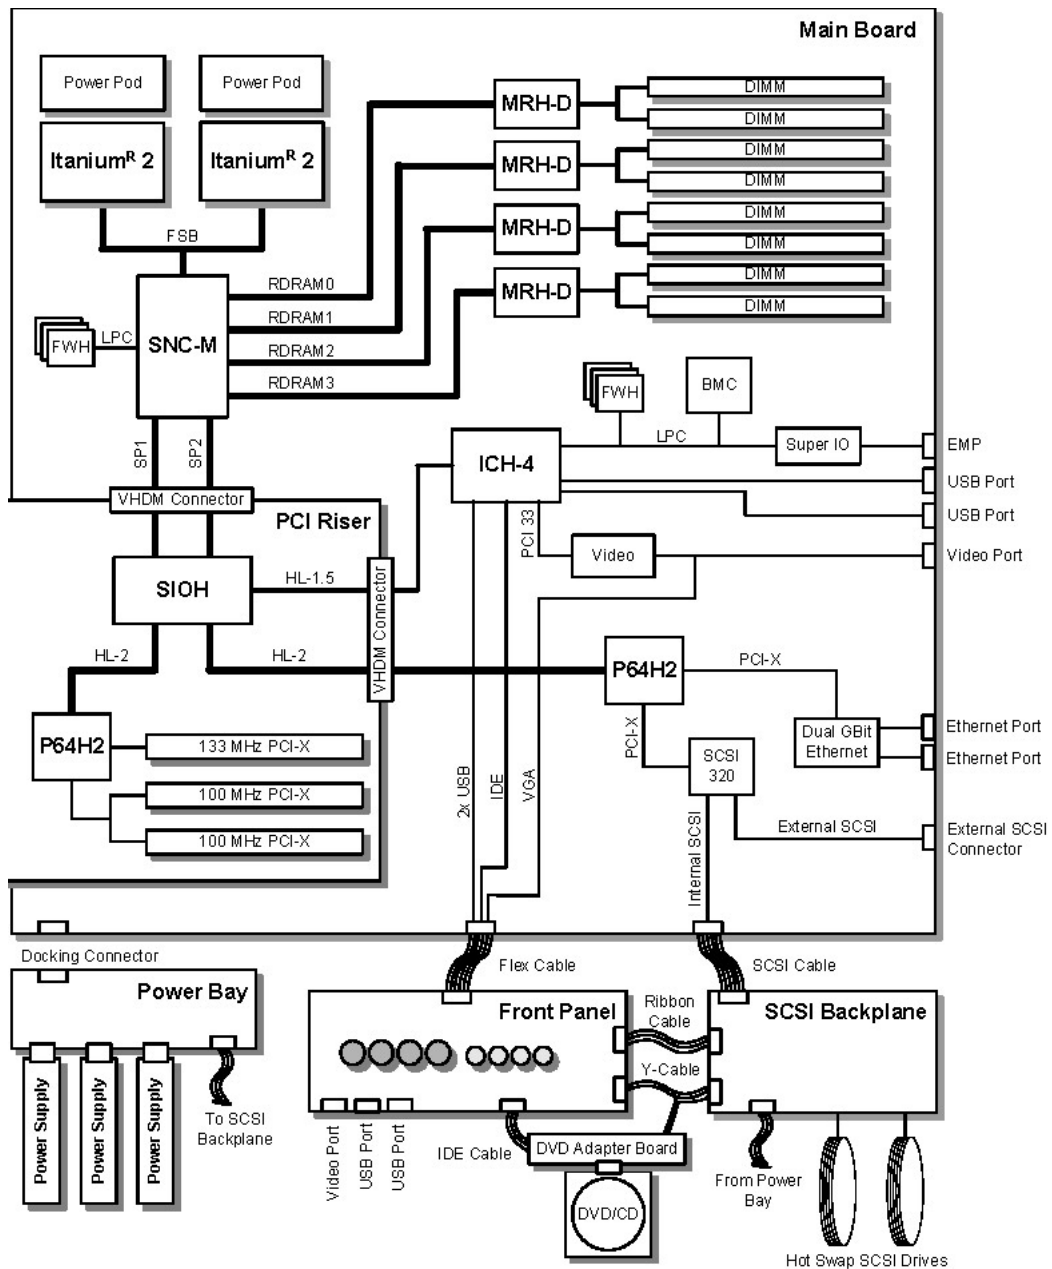 Main Board
Power Pod
Power Pod
Itanium^R 2
Itanium^R 2
FSB
MRH-D
DIMM
DIMM
MRH-D
DIMM
DIMM
MRH-D
DIMM
DIMM
MRH-D
DIMM
DIMM
RDRAM0
RDRAM1
RDRAM2
RDRAM3
FWH
LPC
SNC-M
SP1
SP2
FWH
BMC
LPC
ICH-4
Super IO
EMP
USB Port
USB Port
PCI 33
Video
Video Port
VHDM Connector
PCI Riser
SIOH
HL-1.5
VHDM Connector
HL-2
HL-2
P64H2
PCI-X
PCI-X
Dual GBit
Ethernet
Ethernet Port
Ethernet Port
SCSI
320
P64H2
133 MHz PCI-X
100 MHz PCI-X
100 MHz PCI-X
2x USB
IDE
VGA
Internal SCSI
External SCSI
External SCSI
Connector
Docking Connector
Flex Cable
SCSI Cable
Power Bay
Power Supply
Power Supply
Power Supply
To SCSI
Backplane
Front Panel
Ribbon
Cable
Y-Cable
SCSI Backplane
Video Port
USB Port
USB Port
IDE Cable
DVD Adapter Board
DVD/CD
From Power
Bay
Hot Swap SCSI Drives